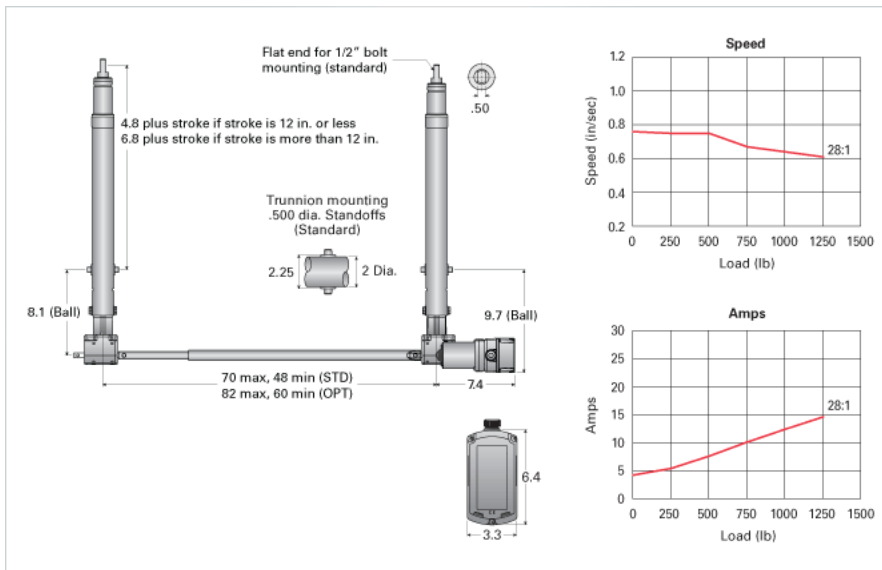 Flat end for 1/2" bolt
mounting (standard)
.50
4.8 plus stroke if stroke is 12 in. or less
6.8 plus stroke if stroke is more than 12 in.
Trunnion mounting
.500 dia. Standoffs
(Standard)
2.25
2 Dia.
8.1 (Ball)
9.7 (Ball)
70 max, 48 min (STD)
82 max, 60 min (OPT)
7.4
6.4
3.3
Speed
1.2
1.0
0.8
0.6
0.4
0.2
Speed (in/sec)
28:1
0 250 500 750 1000 1250 1500
Load (lb)
Amps
30
25
20
15
10
5
0
Amps
28:1
0 250 500 750 1000 1250 1500
Load (lb)